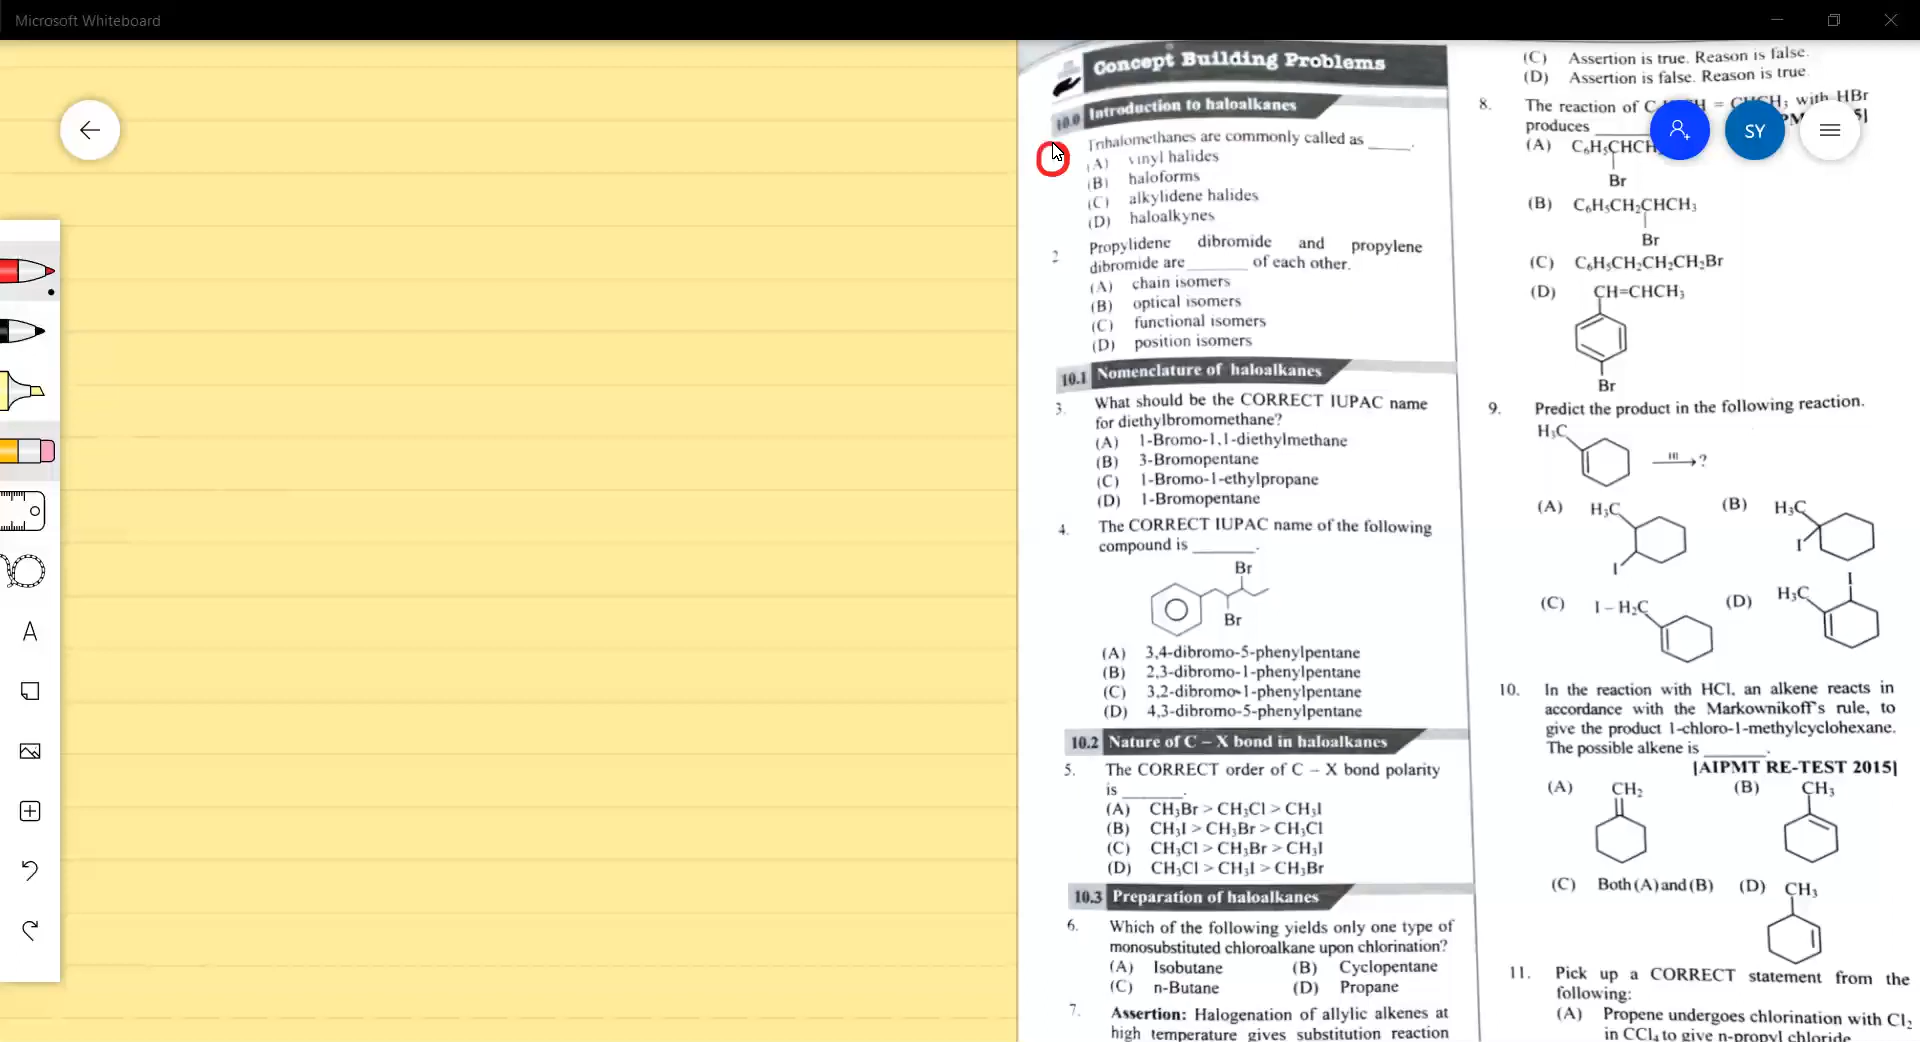 Microsoft Whiteboard
Concept Building Problems
10.0 Introduction to haloalkanes
Trihalomethanes are commonly called as _____.
(A) vinyl halides
(B) haloforms
(C) alkylidene halides
(D) haloalkynes
2 Propylidene dibromide and propylene
dibromide are ______ of each other.
(A) chain isomers
(B) optical isomers
(C) functional isomers
(D) position isomers
10.1 Nomenclature of haloalkanes
3. What should be the CORRECT IUPAC name
for diethylbromomethane?
(A) 1-Bromo-1,1-diethylmethane
(B) 3-Bromopentane
(C) 1-Bromo-1-ethylpropane
(D) 1-Bromopentane
4. The CORRECT IUPAC name of the following
compound is ______.
Br
Br
(A) 3,4-dibromo-5-phenylpentane
(B) 2,3-dibromo-1-phenylpentane
(C) 3,2-dibromo-1-phenylpentane
(D) 4,3-dibromo-5-phenylpentane
10.2 Nature of C – X bond in haloalkanes
5. The CORRECT order of C – X bond polarity
is ______.
(A) CH₃Br > CH₃Cl > CH₃I
(B) CH₃I > CH₃Br > CH₃Cl
(C) CH₃Cl > CH₃Br > CH₃I
(D) CH₃Cl > CH₃I > CH₃Br
10.3 Preparation of haloalkanes
6. Which of the following yields only one type of
monosubstituted chloroalkane upon chlorination?
(A) Isobutane (B) Cyclopentane
(C) n-Butane (D) Propane
7. Assertion: Halogenation of allylic alkenes at
high temperature gives substitution reaction
(C) Assertion is true. Reason is false.
(D) Assertion is false. Reason is true.
8. The reaction of C = CHCH₃ with HBr
produces ______
SY
(A) C₆H₅CHCH
Br
(B) C₆H₅CH₂CHCH₃
Br
(C) C₆H₅CH₂CH₂CH₂Br
(D) CH=CHCH₃
Br
9. Predict the product in the following reaction.
H₃C
HI ?
(A) H₃C (B) H₃C
I
I
(C) I – H₂C (D) H₃C I
10. In the reaction with HCl, an alkene reacts in
accordance with the Markownikoff's rule, to
give the product 1-chloro-1-methylcyclohexane.
The possible alkene is ______.
[AIPMT RE-TEST 2015]
(A) CH₂ (B) CH₃
(C) Both (A) and (B) (D) CH₃
11. Pick up a CORRECT statement from the
following:
(A) Propene undergoes chlorination with Cl₂
in CCl₄ to give n-propyl chloride
A